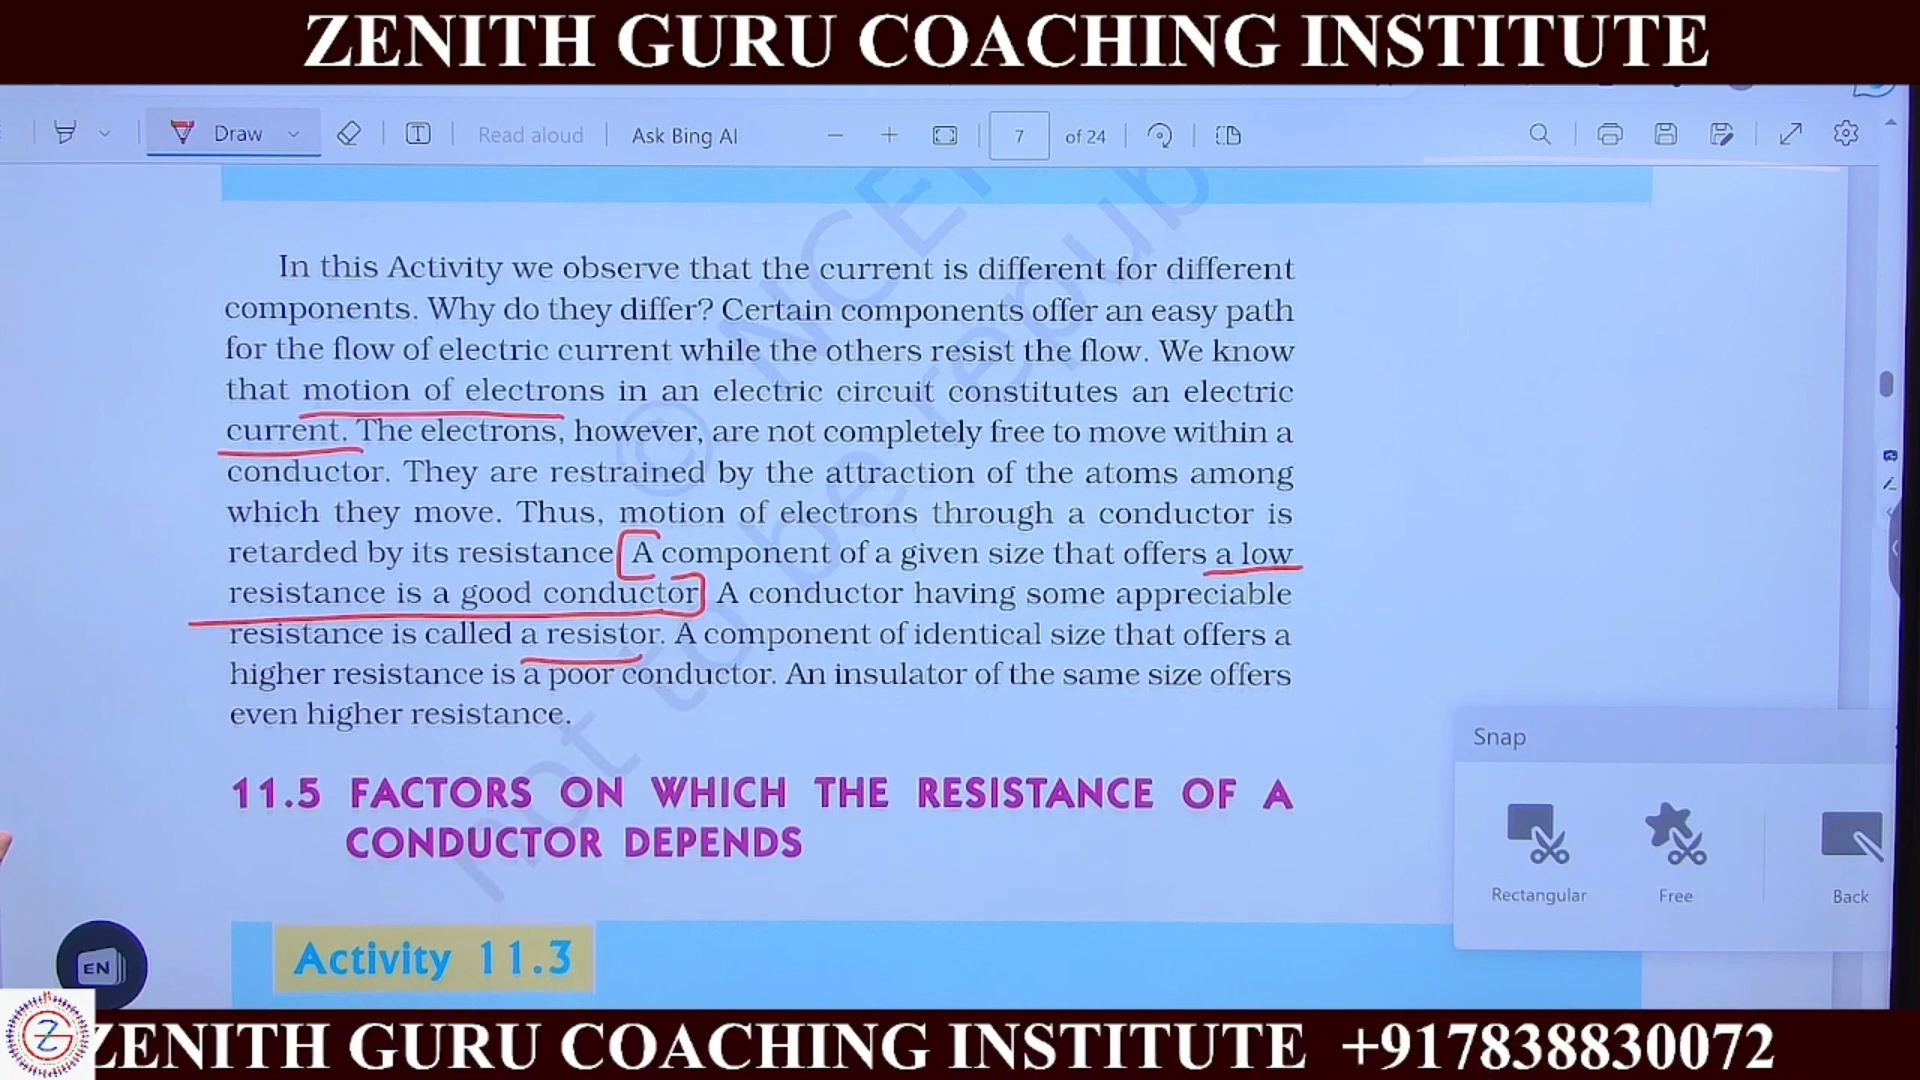 ZENITH GURU COACHING INSTITUTE
Draw
Read aloud
Ask Bing AI
7
of 24
In this Activity we observe that the current is different for different
components. Why do they differ? Certain components offer an easy path
for the flow of electric current while the others resist the flow. We know
that motion of electrons in an electric circuit constitutes an electric
current. The electrons, however, are not completely free to move within a
conductor. They are restrained by the attraction of the atoms among
which they move. Thus, motion of electrons through a conductor is
retarded by its resistance. A component of a given size that offers a low
resistance is a good conductor. A conductor having some appreciable
resistance is called a resistor. A component of identical size that offers a
higher resistance is a poor conductor. An insulator of the same size offers
even higher resistance.
not to be republ
11.5 FACTORS ON WHICH THE RESISTANCE OF A
CONDUCTOR DEPENDS
Snap
Rectangular
Free
Back
Activity 11.3
EN
ZENITH GURU COACHING INSTITUTE +917838830072